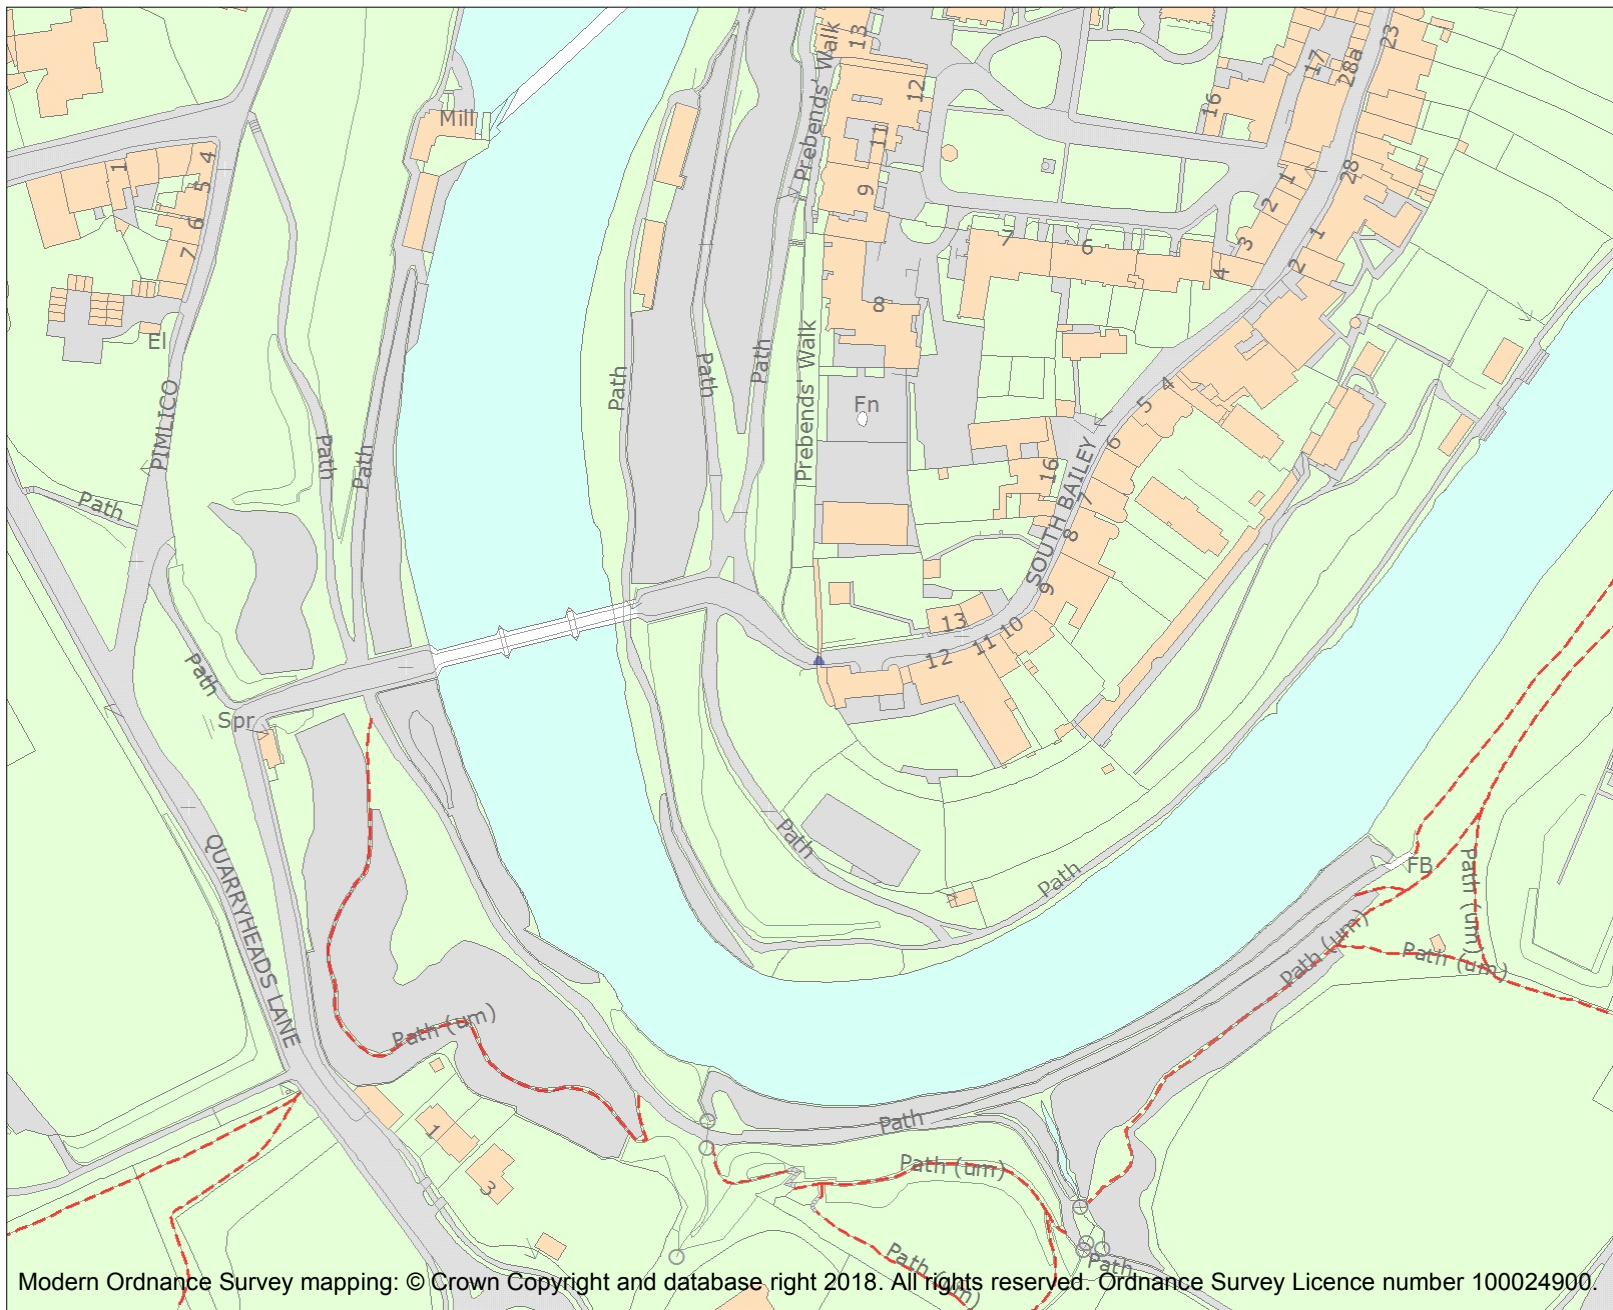 13
Prebends' Walk
12
11
9
17
28a
23
16
Mill
1
4
5
6
7
El
28
1
2
3
4
1
2
7
6
8
Prebends' Walk
Path
Path
Path
Fn
PIMLICO
Path
Path
Path
4
5
6
7
8
9
16
SOUTH BAILEY
13
12
11
10
Path
Spr
Path
Path
FB
Path (um)
Path (um)
Path (um)
QUARRYHEADS LANE
Path (um)
Path
Path (um)
1
3
Path (um)
Path
Modern Ordnance Survey mapping: © Crown Copyright and database right 2018. All rights reserved. Ordnance Survey Licence number 100024900.